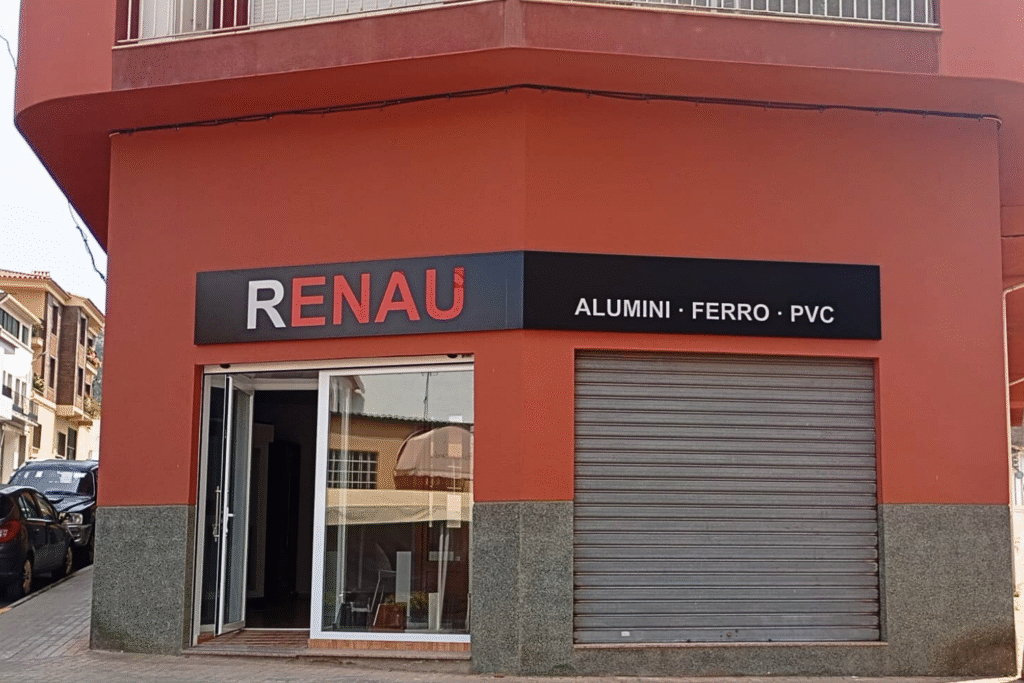 RENAU
ALUMINI · FERRO · PVC